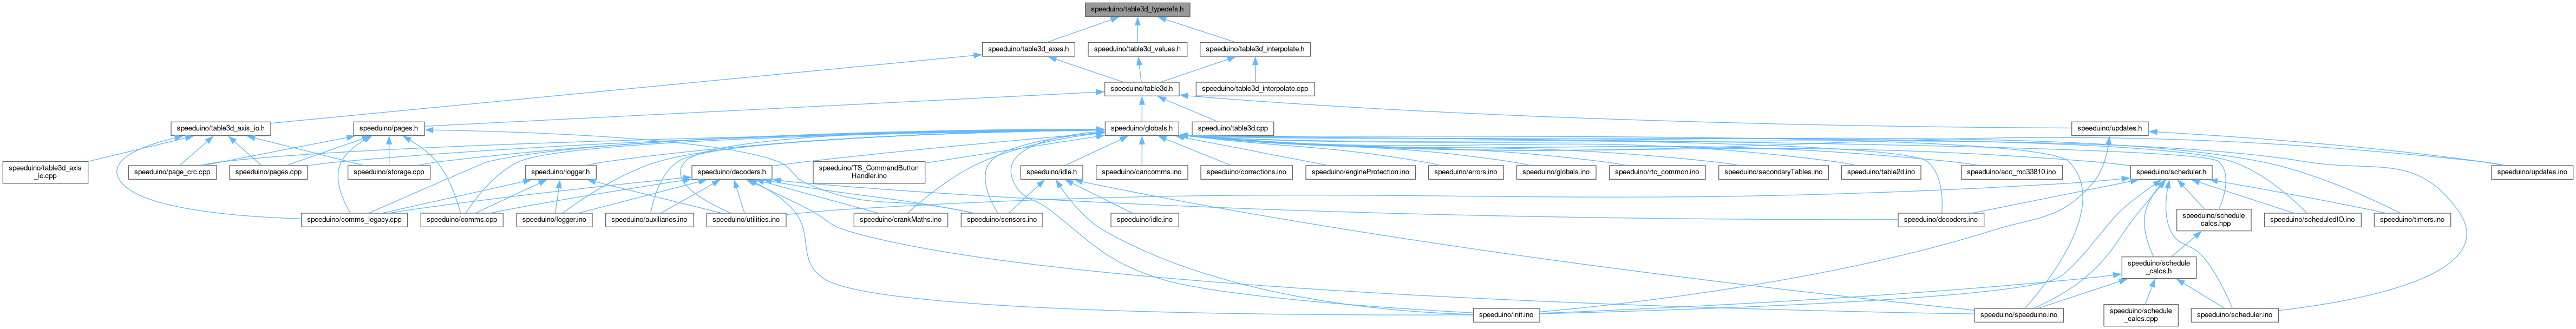 speeduino/table3d_typedefs.h
speeduino/table3d_axes.h
speeduino/table3d_values.h
speeduino/table3d_interpolate.h
speeduino/table3d.h
speeduino/table3d_interpolate.cpp
speeduino/table3d_axis_io.h
speeduino/pages.h
speeduino/globals.h
speeduino/table3d.cpp
speeduino/updates.h
speeduino/table3d_axis
_io.cpp
speeduino/page_crc.cpp
speeduino/pages.cpp
speeduino/storage.cpp
speeduino/logger.h
speeduino/decoders.h
speeduino/TS_CommandButton
Handler.ino
speeduino/idle.h
speeduino/cancomms.ino
speeduino/corrections.ino
speeduino/engineProtection.ino
speeduino/errors.ino
speeduino/globals.ino
speeduino/rtc_common.ino
speeduino/secondaryTables.ino
speeduino/table2d.ino
speeduino/acc_mc33810.ino
speeduino/scheduler.h
speeduino/updates.ino
speeduino/comms_legacy.cpp
speeduino/comms.cpp
speeduino/logger.ino
speeduino/auxiliaries.ino
speeduino/utilities.ino
speeduino/crankMaths.ino
speeduino/sensors.ino
speeduino/idle.ino
speeduino/decoders.ino
speeduino/schedule
_calcs.hpp
speeduino/scheduledIO.ino
speeduino/timers.ino
speeduino/schedule
_calcs.h
speeduino/init.ino
speeduino/speeduino.ino
speeduino/schedule
_calcs.cpp
speeduino/scheduler.ino